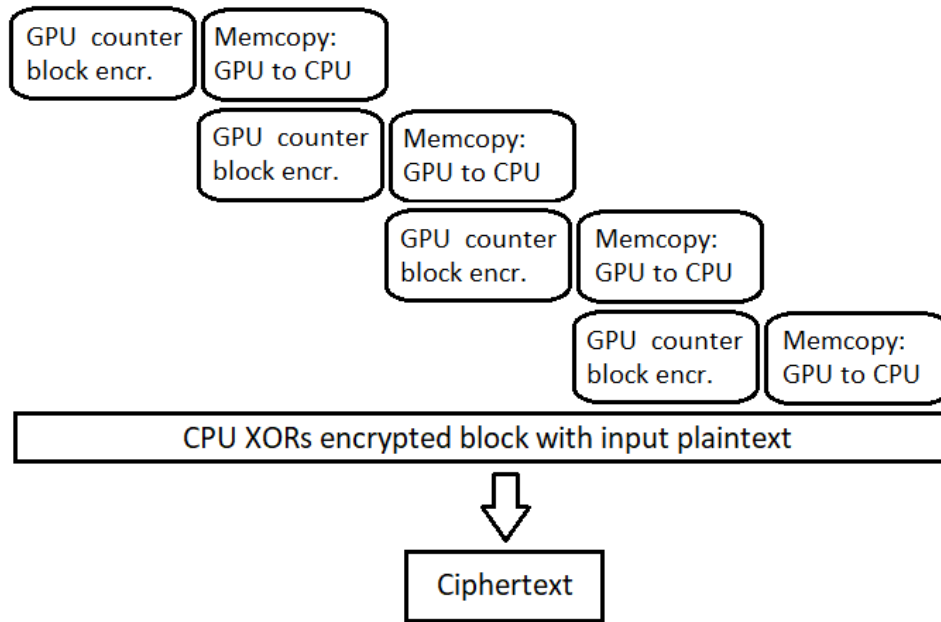 GPU counter
block encr.
Memcopy:
GPU to CPU
GPU counter
block encr.
Memcopy:
GPU to CPU
GPU counter
block encr.
Memcopy:
GPU to CPU
GPU counter
block encr.
Memcopy:
GPU to CPU
CPU XORs encrypted block with input plaintext
Ciphertext